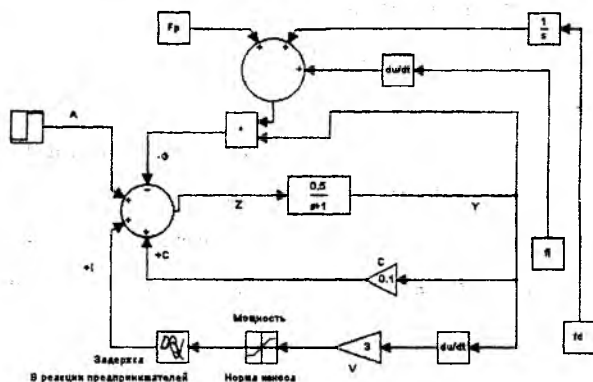 Fp
1
s
du/dt
A
*
-G
0,5
s+1
Z
Y
C
0.1
+C
+I
fi
fd
Мощность
3
du/dt
V
Задержка
В реакции предпринимателей
Норма накоол